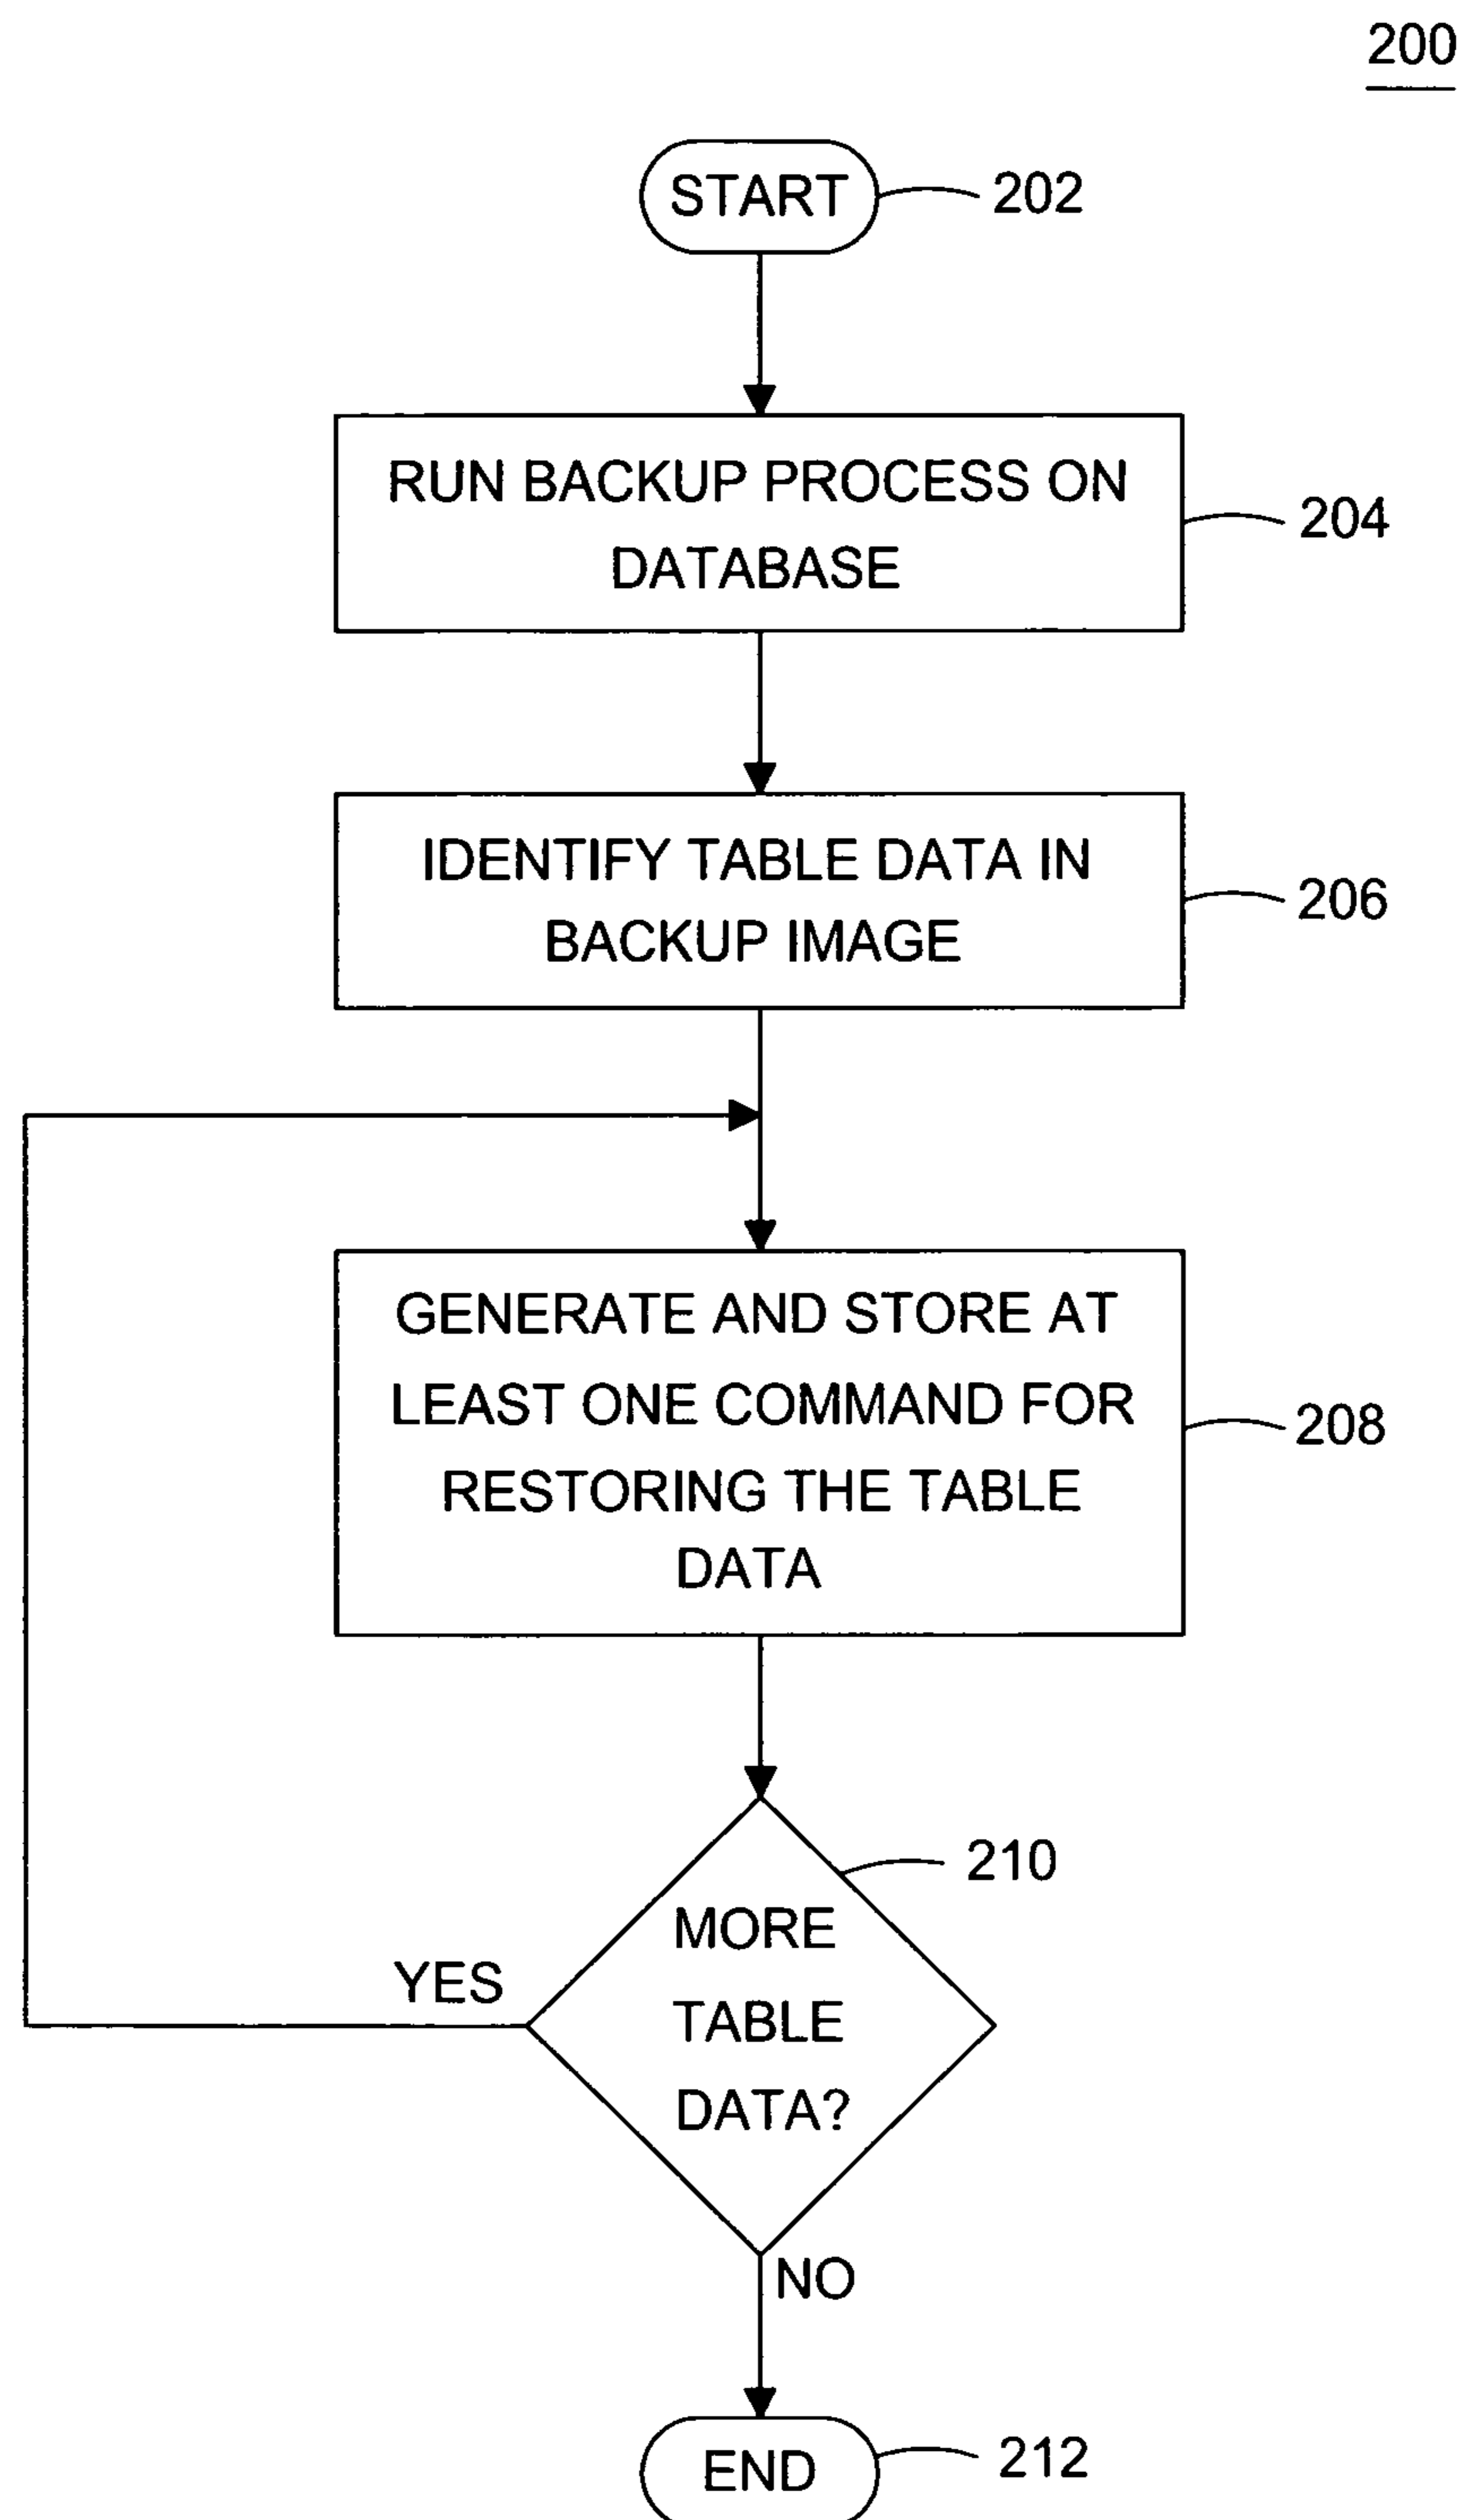 200
START
202
RUN BACKUP PROCESS ON
DATABASE
204
IDENTIFY TABLE DATA IN
BACKUP IMAGE
206
GENERATE AND STORE AT
LEAST ONE COMMAND FOR
RESTORING THE TABLE
DATA
208
210
MORE
TABLE
DATA?
YES
NO
END
212